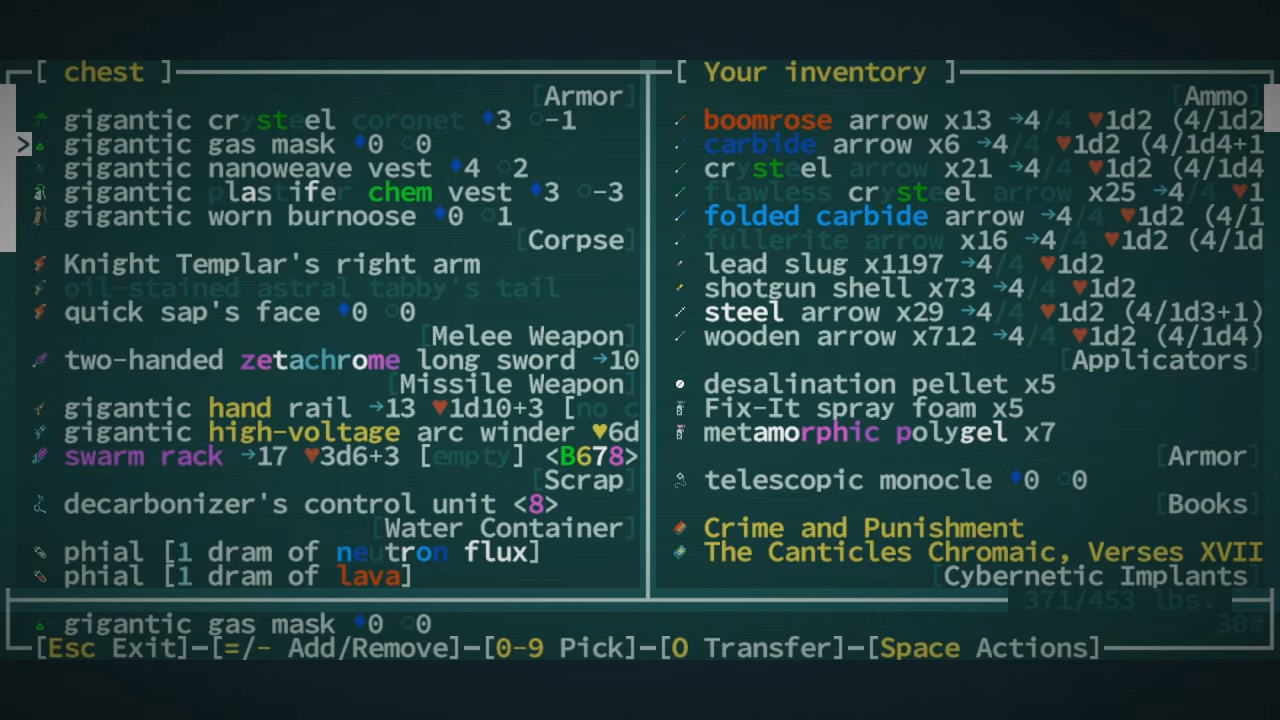 [ chest ]
[Armor]
gigantic crysteel coronet ♦3 ○-1
> gigantic gas mask ♦0 ○0
gigantic nanoweave vest ♦4 ○2
gigantic plastifer chem vest ♦3 ○-3
gigantic worn burnoose ♦0 ○1
[Corpse]
Knight Templar's right arm
oil-stained astral tabby's tail
quick sap's face ♦0 ○0
[Melee Weapon]
two-handed zetachrome long sword →10
[Missile Weapon]
gigantic hand rail →13 ♥1d10+3 [no c
gigantic high-voltage arc winder ♥6d
swarm rack →17 ♥3d6+3 [empty] <B678>
[Scrap]
decarbonizer's control unit <8>
[Water Container]
phial [1 dram of neutron flux]
phial [1 dram of lava]
[ Your inventory ]
[Ammo]
boomrose arrow x13 →4/4 ♥1d2 (4/1d2
carbide arrow x6 →4/4 ♥1d2 (4/1d4+1
crysteel arrow x21 →4/4 ♥1d2 (4/1d4
flawless crysteel arrow x25 →4/4 ♥1
folded carbide arrow →4/4 ♥1d2 (4/1
fullerite arrow x16 →4/4 ♥1d2 (4/1d
lead slug x1197 →4/4 ♥1d2
shotgun shell x73 →4/4 ♥1d2
steel arrow x29 →4/4 ♥1d2 (4/1d3+1)
wooden arrow x712 →4/4 ♥1d2 (4/1d4)
[Applicators]
desalination pellet x5
Fix-It spray foam x5
metamorphic polygel x7
[Armor]
telescopic monocle ♦0 ○0
[Books]
Crime and Punishment
The Canticles Chromaic, Verses XVII
[Cybernetic Implants]
371/453 lbs.
gigantic gas mask ♦0 ○0
30#
[Esc Exit]—[=/- Add/Remove]—[0-9 Pick]—[O Transfer]—[Space Actions]